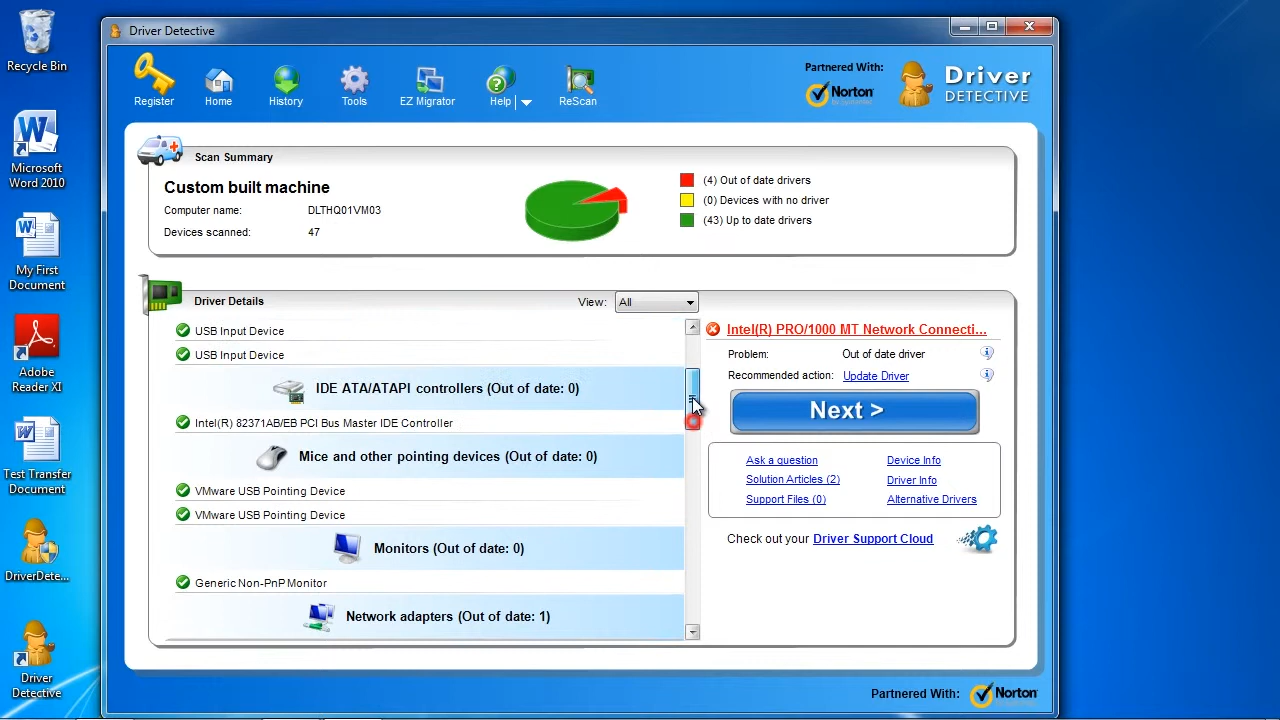 Recycle Bin
Microsoft
Word 2010
My First
Document
Adobe
Reader XI
Test Transfer
Document
DriverDete...
Driver
Detective
Driver Detective
Register
Home
History
Tools
EZ Migrator
Help
ReScan
Partnered With:
Norton
by Symantec
Driver
DETECTIVE
Scan Summary
Custom built machine
Computer name: DLTHQ01VM03
Devices scanned: 47
(4) Out of date drivers
(0) Devices with no driver
(43) Up to date drivers
Driver Details
View: All
USB Input Device
USB Input Device
IDE ATA/ATAPI controllers (Out of date: 0)
Intel(R) 82371AB/EB PCI Bus Master IDE Controller
Mice and other pointing devices (Out of date: 0)
VMware USB Pointing Device
VMware USB Pointing Device
Monitors (Out of date: 0)
Generic Non-PnP Monitor
Network adapters (Out of date: 1)
Intel(R) PRO/1000 MT Network Connecti...
Problem: Out of date driver
Recommended action: Update Driver
Next >
Ask a question
Device Info
Solution Articles (2)
Driver Info
Support Files (0)
Alternative Drivers
Check out your Driver Support Cloud
Partnered With: Norton